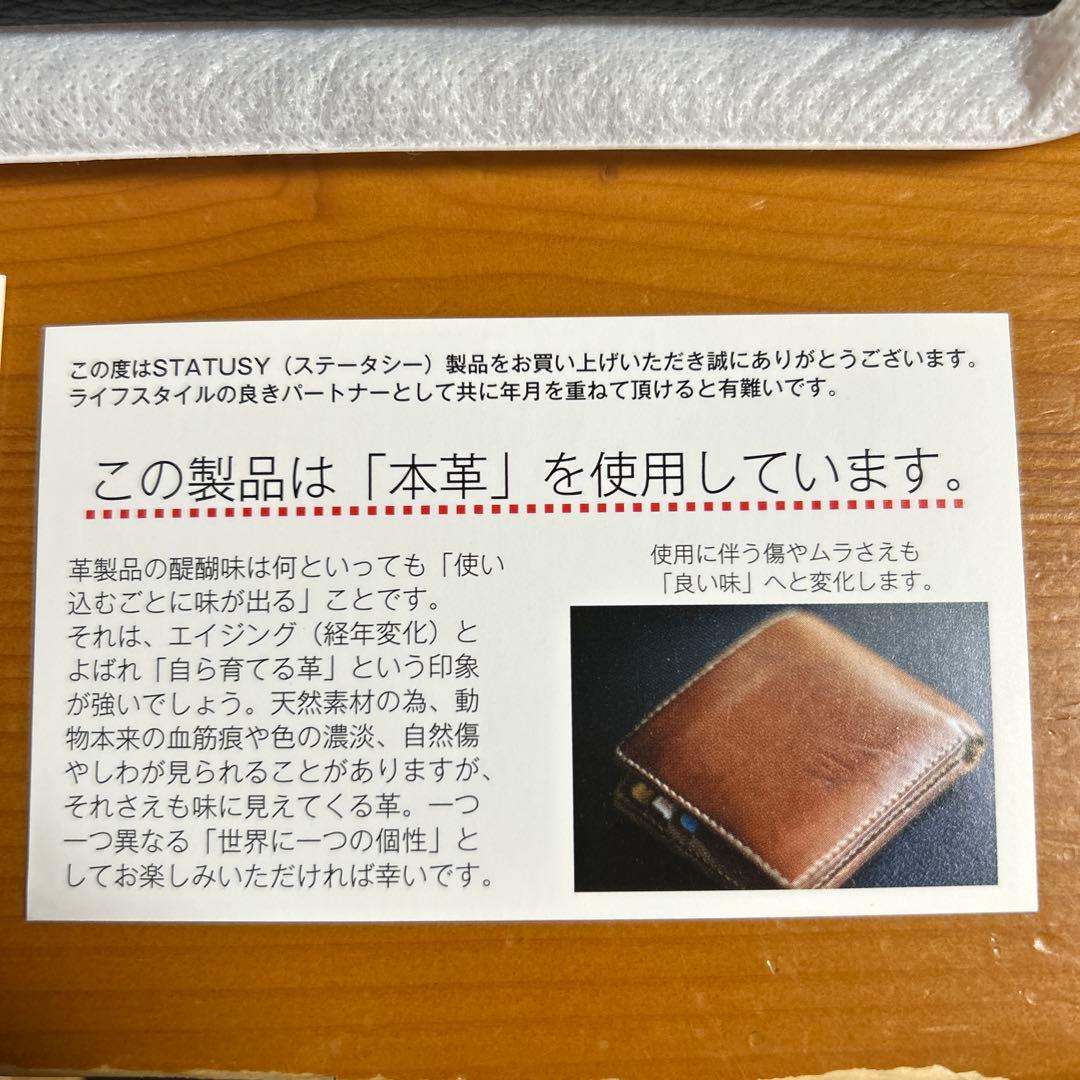 この度はSTATUSY（ステータシー）製品をお買い上げいただき誠にありがとうございます。
ライフスタイルの良きパートナーとして共に年月を重ねて頂けると有難いです。
この製品は「本革」を使用しています。
革製品の醍醐味は何といっても「使い
込むごとに味が出る」ことです。
それは、エイジング（経年変化）と
よばれ「自ら育てる革」という印象
が強いでしょう。天然素材の為、動
物本来の血筋痕や色の濃淡、自然傷
やしわが見られることがありますが、
それさえも味に見えてくる革。一つ
一つ異なる「世界に一つの個性」と
してお楽しみいただければ幸いです。
使用に伴う傷やムラさえも
「良い味」へと変化します。